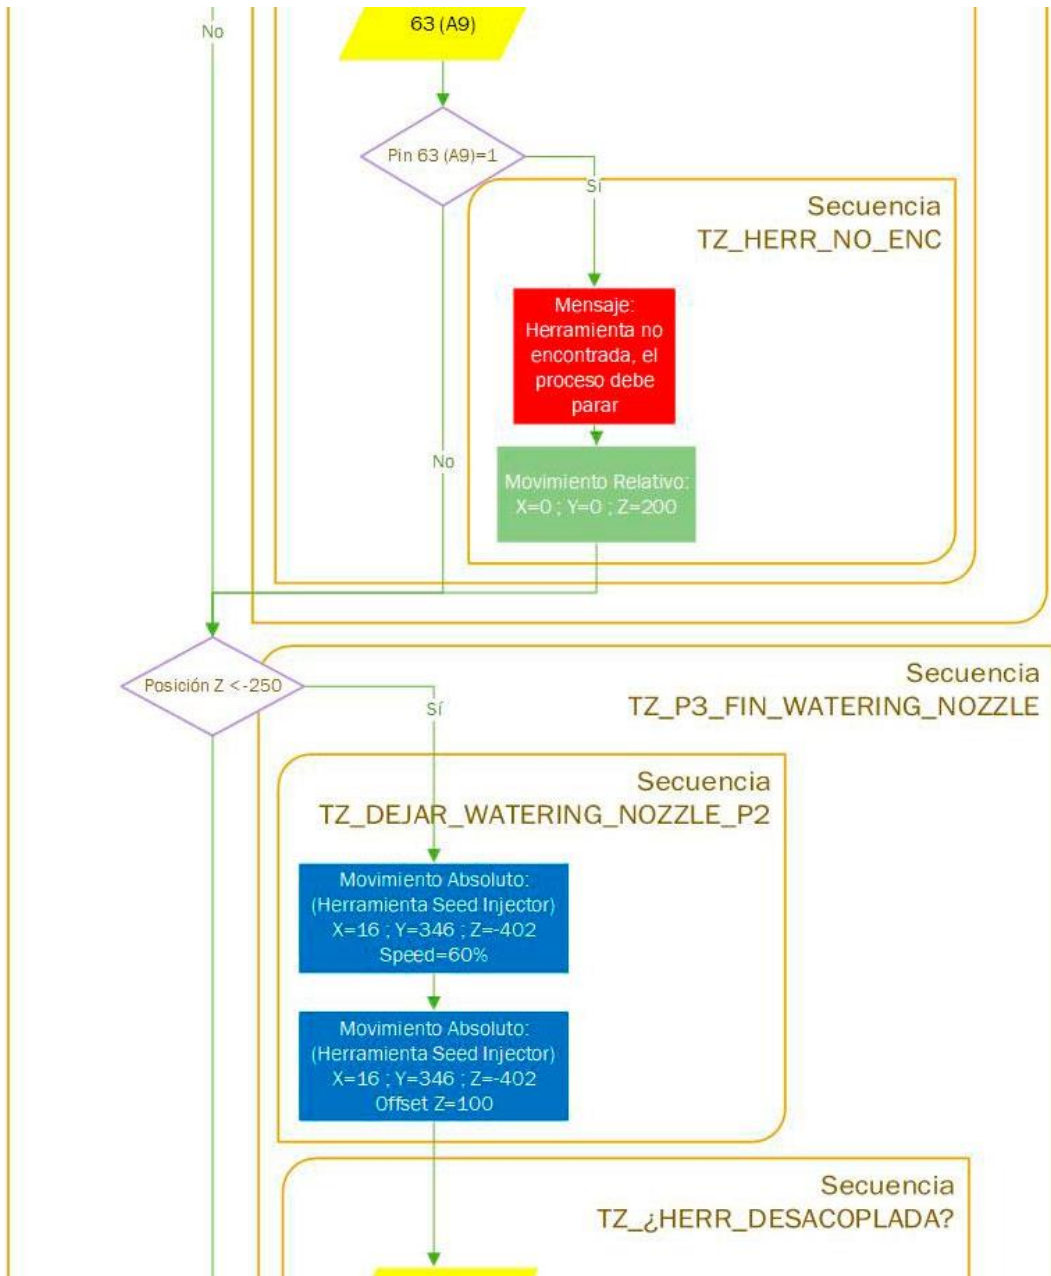 No
63 (A9)
Pin 63 (A9)=1
Sí
Secuencia
TZ_HERR_NO_ENC
Mensaje:
Herramienta no
encontrada, el
proceso debe
parar
No
Movimiento Relativo:
X=0 ; Y=0 ; Z=200
Posición Z <-250
Sí
Secuencia
TZ_P3_FIN_WATERING_NOZZLE
Secuencia
TZ_DEJAR_WATERING_NOZZLE_P2
Movimiento Absoluto:
(Herramienta Seed Injector)
X=16 ; Y=346 ; Z=-402
Speed=60%
Movimiento Absoluto:
(Herramienta Seed Injector)
X=16 ; Y=346 ; Z=-402
Offset Z=100
Secuencia
TZ_¿HERR_DESACOPLADA?